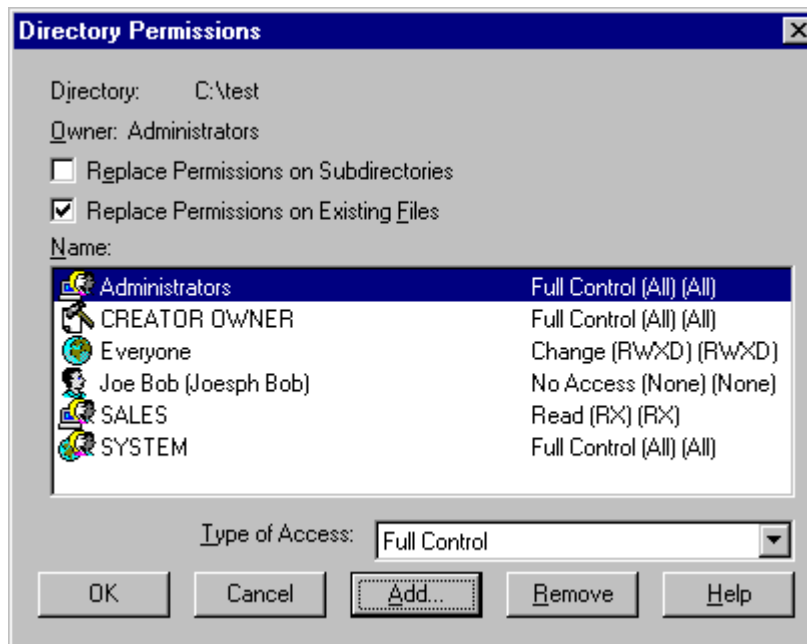 Directory Permissions
Directory: C:\test
Owner: Administrators
Replace Permissions on Subdirectories
Replace Permissions on Existing Files
Name:
Administrators Full Control (All) (All)
CREATOR OWNER Full Control (All) (All)
Everyone Change (RWXD) (RWXD)
Joe Bob (Joesph Bob) No Access (None) (None)
SALES Read (RX) (RX)
SYSTEM Full Control (All) (All)
Type of Access: Full Control
OK Cancel Add... Remove Help